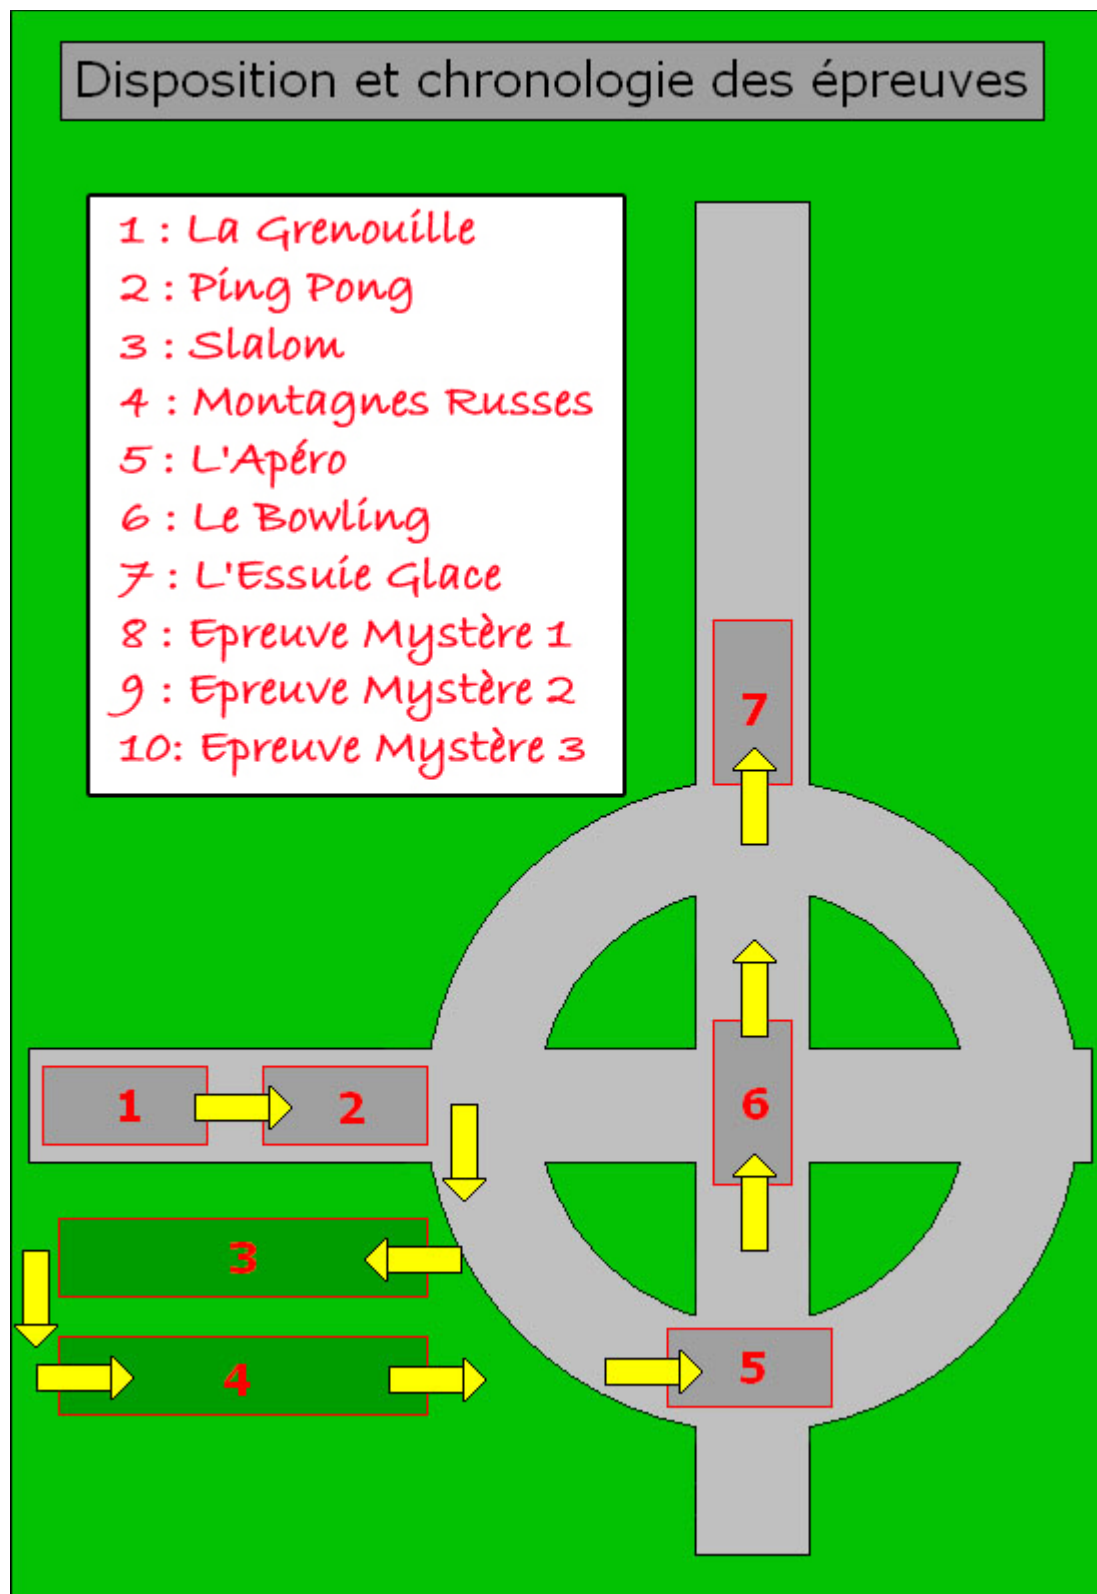 Disposition et chronologie des épreuves
1 : La Grenouille
2 : Ping Pong
3 : Slalom
4 : Montagnes Russes
5 : L'Apéro
6 : Le Bowling
7 : L'Essuie Glace
8 : Epreuve Mystère 1
9 : Epreuve Mystère 2
10: Epreuve Mystère 3
7
6
1
2
3
4
5